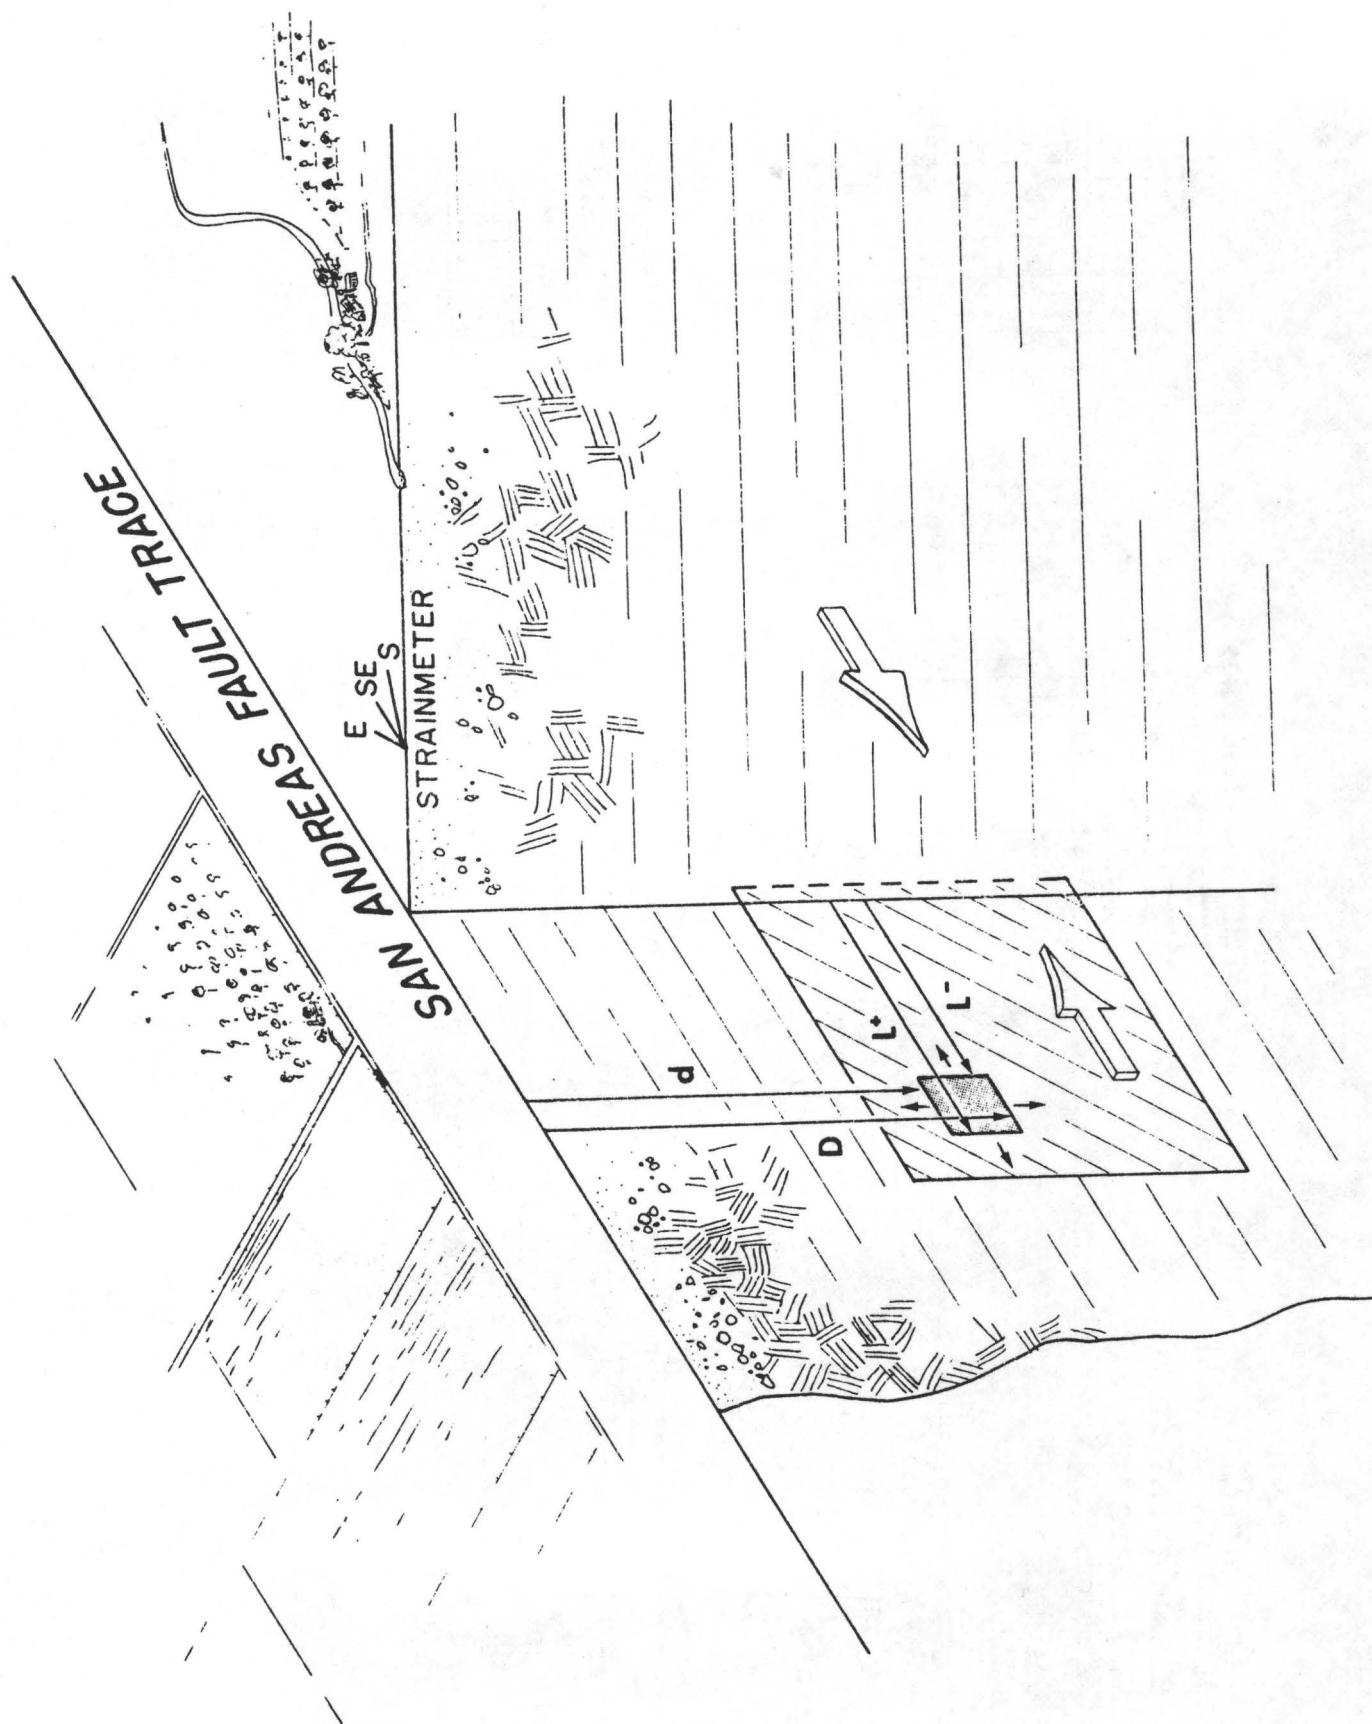 SAN ANDREAS FAULT TRACE
E
SE
S
STRAINMETER
d
D
L+
L-